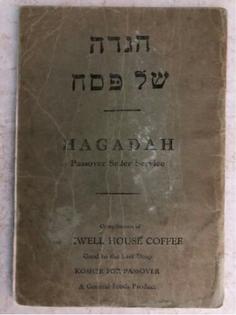 הגדה
של פסח
HAGADAH
Passover Seder Service
Compliments of
WELL HOUSE COFFEE
Good to the Last Drop
KOSHER FOR PASSOVER
A General Foods Product